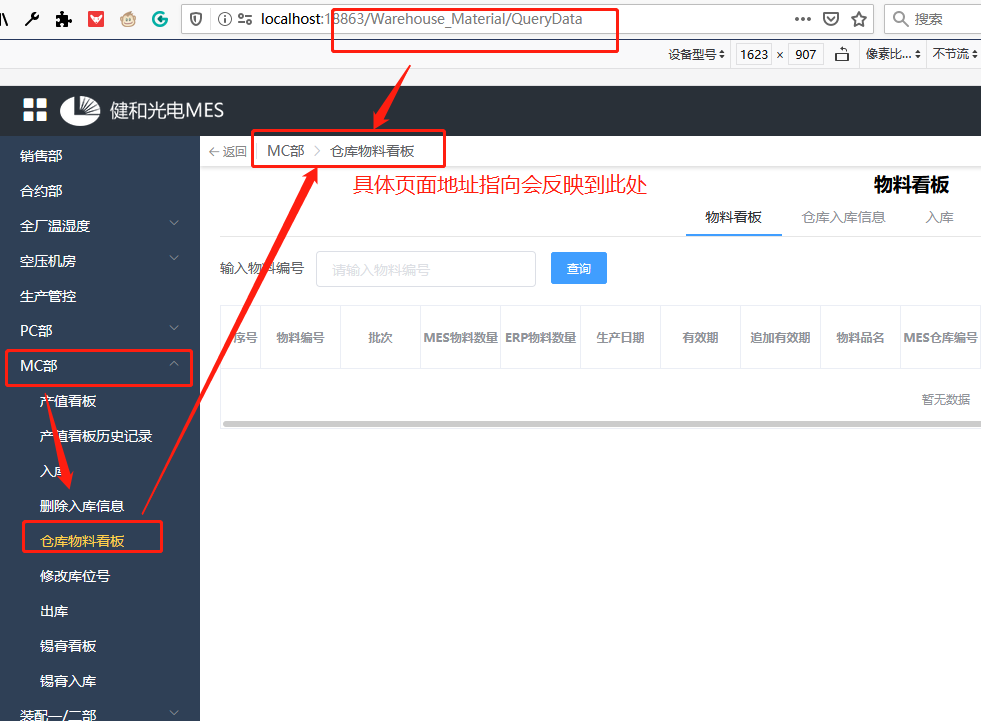 localhost:18863/Warehouse_Material/QueryData
搜索
设备型号
1623 × 907
像素比...
不节流
健和光电MES
返回
MC部
仓库物料看板
具体页面地址指向会反映到此处
物料看板
物料看板
仓库入库信息
入库
输入物料编号
请输入物料编号
查询
序号
物料编号
批次
MES物料数量
ERP物料数量
生产日期
有效期
追加有效期
物料品名
MES仓库编号
暂无数据
销售部
合约部
全厂温湿度
空压机房
生产管控
PC部
MC部
产值看板
产值看板历史记录
入库
删除入库信息
仓库物料看板
修改库位号
出库
锡膏看板
锡膏入库
装配一/二部